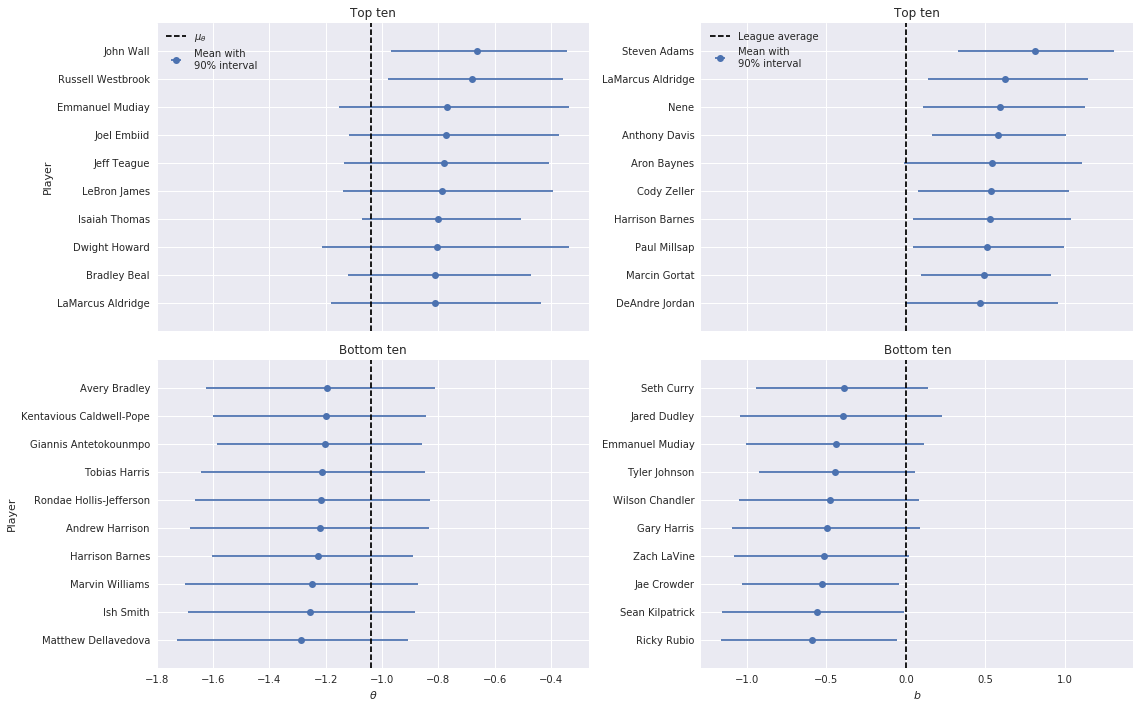 Top ten
μθ
Mean with
90% interval
Player
John Wall
Russell Westbrook
Emmanuel Mudiay
Joel Embiid
Jeff Teague
LeBron James
Isaiah Thomas
Dwight Howard
Bradley Beal
LaMarcus Aldridge
Top ten
League average
Mean with
90% interval
Steven Adams
LaMarcus Aldridge
Nene
Anthony Davis
Aron Baynes
Cody Zeller
Harrison Barnes
Paul Millsap
Marcin Gortat
DeAndre Jordan
Bottom ten
Player
Avery Bradley
Kentavious Caldwell-Pope
Giannis Antetokounmpo
Tobias Harris
Rondae Hollis-Jefferson
Andrew Harrison
Harrison Barnes
Marvin Williams
Ish Smith
Matthew Dellavedova
−1.8 −1.6 −1.4 −1.2 −1.0 −0.8 −0.6 −0.4
θ
Bottom ten
Seth Curry
Jared Dudley
Emmanuel Mudiay
Tyler Johnson
Wilson Chandler
Gary Harris
Zach LaVine
Jae Crowder
Sean Kilpatrick
Ricky Rubio
−1.0 −0.5 0.0 0.5 1.0
b